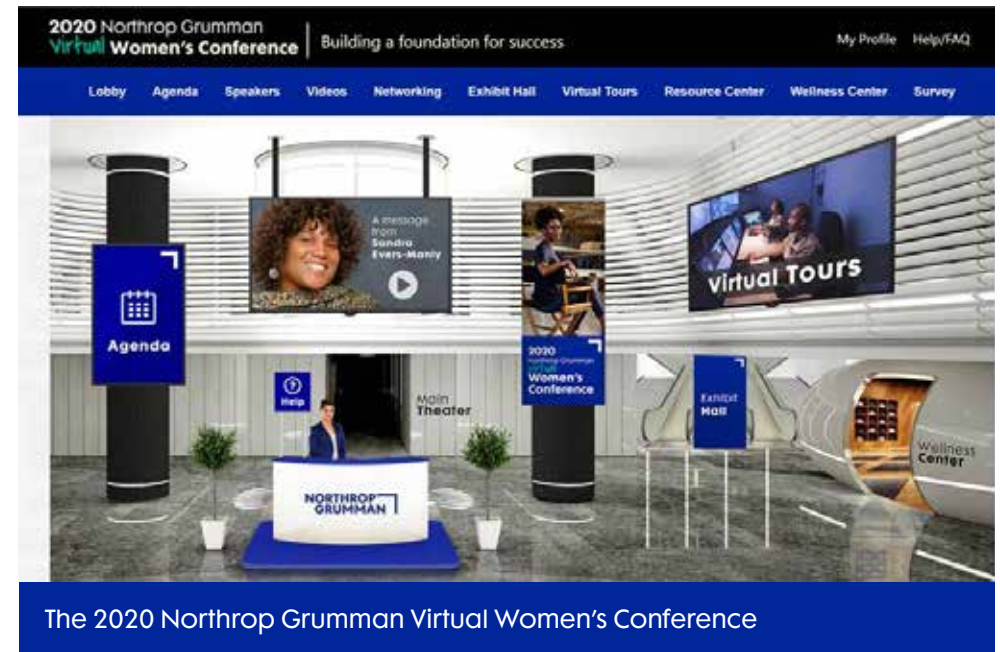 2020 Northrop Grumman
Virtual Women's Conference
Building a foundation for success
My Profile Help/FAQ
Lobby Agenda Speakers Videos Networking Exhibit Hall Virtual Tours Resource Center Wellness Center Survey
A message
from
Sandra
Evers-Manly
Virtual Tours
Agenda
2020
Northrop Grumman
Virtual
Women's
Conference
Help
Main
Theater
Exhibit
Hall
Wellness
Center
NORTHROP
GRUMMAN
The 2020 Northrop Grumman Virtual Women's Conference